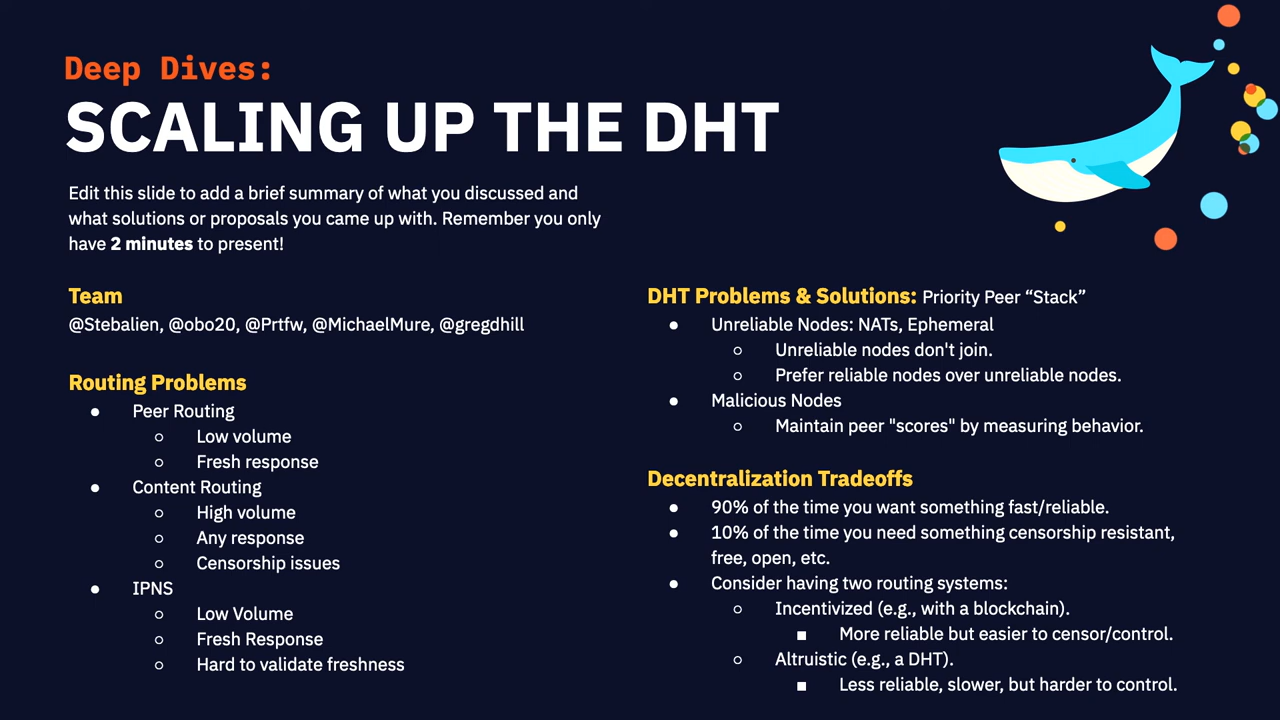 Deep Dives:
SCALING UP THE DHT
Edit this slide to add a brief summary of what you discussed and
what solutions or proposals you came up with. Remember you only
have 2 minutes to present!
Team
@Stebalien, @obo20, @Prtfw, @MichaelMure, @gregdhill
Routing Problems
● Peer Routing
○ Low volume
○ Fresh response
● Content Routing
○ High volume
○ Any response
○ Censorship issues
● IPNS
○ Low Volume
○ Fresh Response
○ Hard to validate freshness
DHT Problems & Solutions: Priority Peer “Stack”
● Unreliable Nodes: NATs, Ephemeral
○ Unreliable nodes don't join.
○ Prefer reliable nodes over unreliable nodes.
● Malicious Nodes
○ Maintain peer "scores" by measuring behavior.
Decentralization Tradeoffs
● 90% of the time you want something fast/reliable.
● 10% of the time you need something censorship resistant,
free, open, etc.
● Consider having two routing systems:
○ Incentivized (e.g., with a blockchain).
■ More reliable but easier to censor/control.
○ Altruistic (e.g., a DHT).
■ Less reliable, slower, but harder to control.